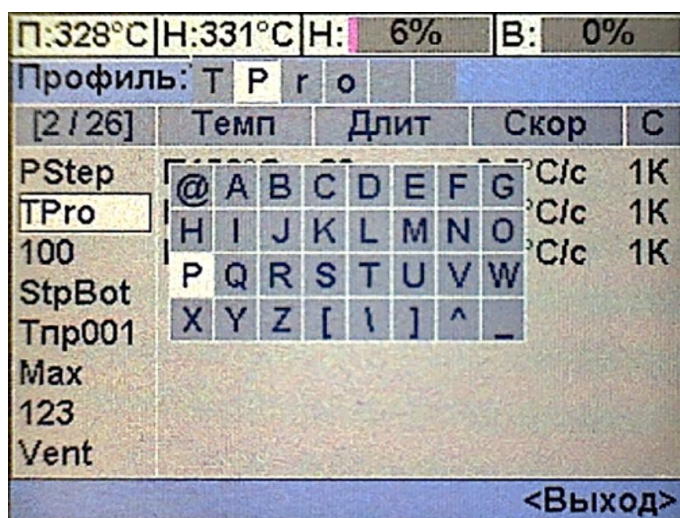 П:328°C H:331°C H: 6% В: 0%
Профиль: T P r o
[2 / 26] Темп Длит Скор С
PStep °C/c 1K
TPro °C/c 1K
100 °C/c 1K
StpBot
Tпр001
Max
123
Vent
@ A B C D E F G
H I J K L M N O
P Q R S T U V W
X Y Z [ \ ] ^ _
<Выход>